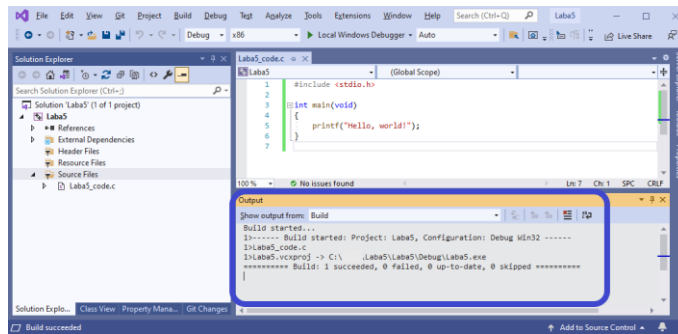 File Edit View Git Project Build Debug Test Analyze Tools Extensions Window Help Search (Ctrl+Q) Laba5
Debug x86 Local Windows Debugger Auto Live Share
Solution Explorer
Search Solution Explorer (Ctrl+;)
Solution 'Laba5' (1 of 1 project)
Laba5
References
External Dependencies
Header Files
Resource Files
Source Files
Laba5_code.c
Solution Explo... Class View Property Mana... Git Changes
Laba5_code.c
Laba5 (Global Scope)
1 #include <stdio.h>
2
3 int main(void)
4 {
5 printf("Hello, world!");
6 }
7
100 % No issues found Ln: 7 Ch: 1 SPC CRLF
Output
Show output from: Build
Build started...
1>------ Build started: Project: Laba5, Configuration: Debug Win32 ------
1>Laba5_code.c
1>Laba5.vcxproj -> C:\ .Laba5\Laba5\Debug\Laba5.exe
========== Build: 1 succeeded, 0 failed, 0 up-to-date, 0 skipped ==========
Build succeeded Add to Source Control